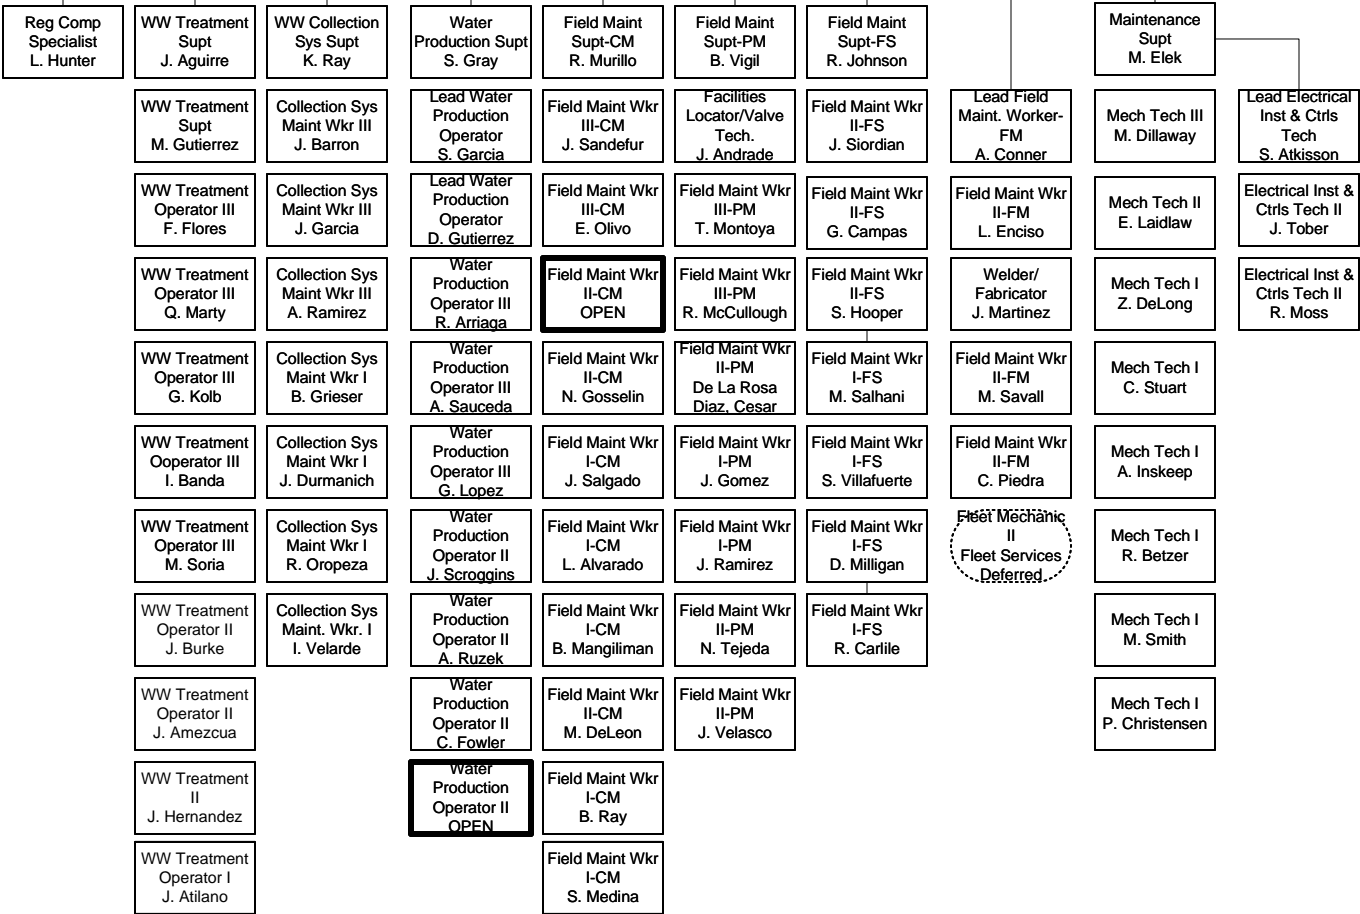 Reg Comp
Specialist
L. Hunter
WW Treatment
Supt
J. Aguirre
WW Treatment
Supt
M. Gutierrez
WW Treatment
Operator III
F. Flores
WW Treatment
Operator III
Q. Marty
WW Treatment
Operator III
G. Kolb
WW Treatment
Ooperator III
I. Banda
WW Treatment
Operator III
M. Soria
WW Treatment
Operator II
J. Burke
WW Treatment
Operator II
J. Amezcua
WW Treatment
II
J. Hernandez
WW Treatment
Operator I
J. Atilano
WW Collection
Sys Supt
K. Ray
Collection Sys
Maint Wkr III
J. Barron
Collection Sys
Maint Wkr III
J. Garcia
Collection Sys
Maint Wkr III
A. Ramirez
Collection Sys
Maint Wkr I
B. Grieser
Collection Sys
Maint Wkr I
J. Durmanich
Collection Sys
Maint Wkr I
R. Oropeza
Collection Sys
Maint. Wkr. I
I. Velarde
Water
Production Supt
S. Gray
Lead Water
Production
Operator
S. Garcia
Lead Water
Production
Operator
D. Gutierrez
Water
Production
Operator III
R. Arriaga
Water
Production
Operator III
A. Sauceda
Water
Production
Operator III
G. Lopez
Water
Production
Operator II
J. Scroggins
Water
Production
Operator II
A. Ruzek
Water
Production
Operator II
C. Fowler
Water
Production
Operator II
OPEN
Field Maint
Supt-CM
R. Murillo
Field Maint Wkr
III-CM
J. Sandefur
Field Maint Wkr
III-CM
E. Olivo
Field Maint Wkr
II-CM
OPEN
Field Maint Wkr
II-CM
N. Gosselin
Field Maint Wkr
I-CM
J. Salgado
Field Maint Wkr
I-CM
L. Alvarado
Field Maint Wkr
I-CM
B. Mangiliman
Field Maint Wkr
II-CM
M. DeLeon
Field Maint Wkr
I-CM
B. Ray
Field Maint Wkr
I-CM
S. Medina
Field Maint
Supt-PM
B. Vigil
Facilities
Locator/Valve
Tech.
J. Andrade
Field Maint Wkr
III-PM
T. Montoya
Field Maint Wkr
III-PM
R. McCullough
Field Maint Wkr
II-PM
De La Rosa
Diaz, Cesar
Field Maint Wkr
I-PM
J. Gomez
Field Maint Wkr
I-PM
J. Ramirez
Field Maint Wkr
II-PM
N. Tejeda
Field Maint Wkr
II-PM
J. Velasco
Field Maint
Supt-FS
R. Johnson
Field Maint Wkr
II-FS
J. Siordian
Field Maint Wkr
II-FS
G. Campas
Field Maint Wkr
II-FS
S. Hooper
Field Maint Wkr
I-FS
M. Salhani
Field Maint Wkr
I-FS
S. Villafuerte
Field Maint Wkr
I-FS
D. Milligan
Field Maint Wkr
I-FS
R. Carlile
Lead Field
Maint. Worker-
FM
A. Conner
Field Maint Wkr
II-FM
L. Enciso
Welder/
Fabricator
J. Martinez
Field Maint Wkr
II-FM
M. Savall
Field Maint Wkr
II-FM
C. Piedra
Fleet Mechanic
II
Fleet Services
Deferred
Maintenance
Supt
M. Elek
Mech Tech III
M. Dillaway
Mech Tech II
E. Laidlaw
Mech Tech I
Z. DeLong
Mech Tech I
C. Stuart
Mech Tech I
A. Inskeep
Mech Tech I
R. Betzer
Mech Tech I
M. Smith
Mech Tech I
P. Christensen
Lead Electrical
Inst & Ctrls
Tech
S. Atkisson
Electrical Inst &
Ctrls Tech II
J. Tober
Electrical Inst &
Ctrls Tech II
R. Moss